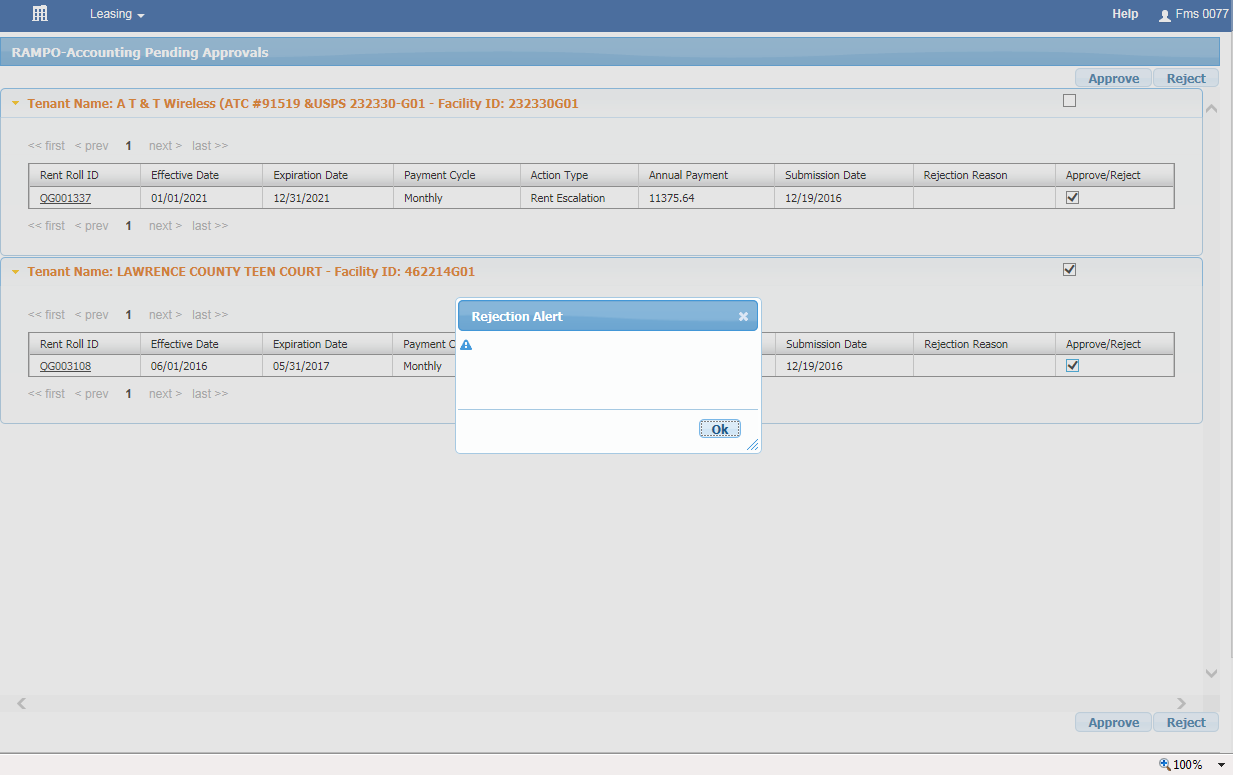 Leasing Help Fms 0077
RAMPO-Accounting Pending Approvals
Approve Reject
Tenant Name: A T & T Wireless (ATC #91519 &USPS 232330-G01 - Facility ID: 232330G01
<< first < prev 1 next > last >>
Rent Roll ID Effective Date Expiration Date Payment Cycle Action Type Annual Payment Submission Date Rejection Reason Approve/Reject
QG001337 01/01/2021 12/31/2021 Monthly Rent Escalation 11375.64 12/19/2016
<< first < prev 1 next > last >>
Tenant Name: LAWRENCE COUNTY TEEN COURT - Facility ID: 462214G01
<< first < prev 1 next > last >>
Rejection Alert
Rent Roll ID Effective Date Expiration Date Payment C Submission Date Rejection Reason Approve/Reject
QG003108 06/01/2016 05/31/2017 Monthly 12/19/2016
<< first < prev 1 next > last >>
Ok
Approve Reject
100%